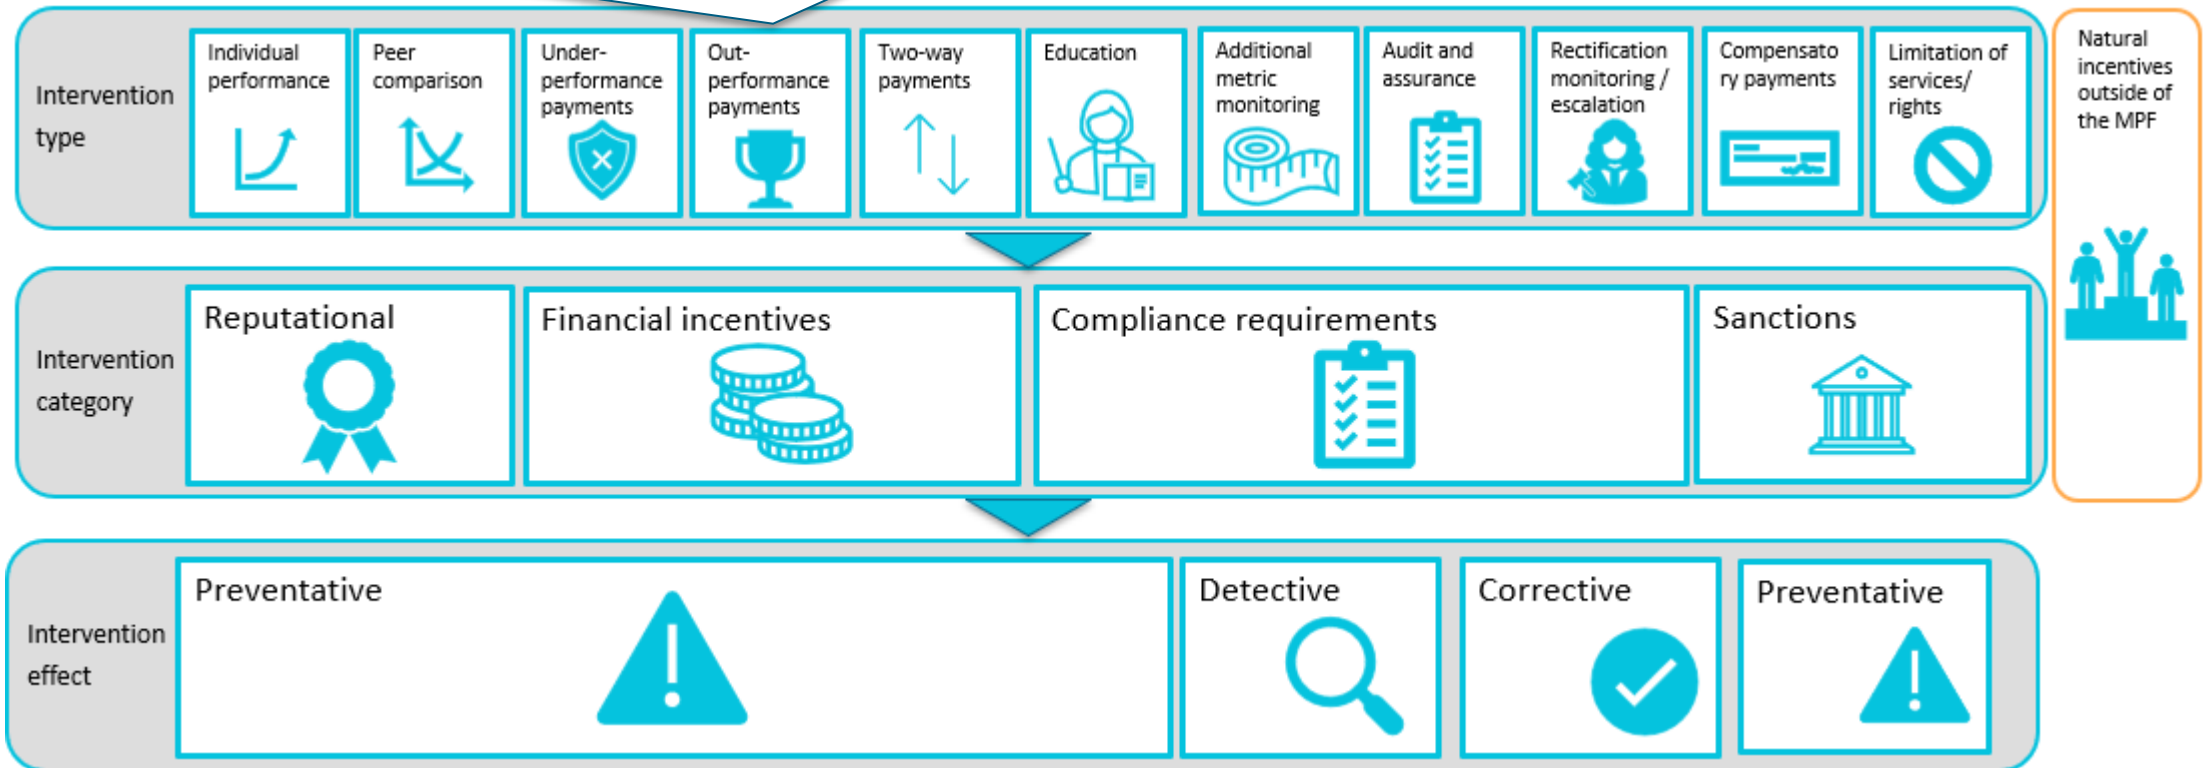 Intervention
type
Individual
performance
Peer
comparison
Under-
performance
payments
Out-
performance
payments
Two-way
payments
Education
Additional
metric
monitoring
Audit and
assurance
Rectification
monitoring /
escalation
Compensato
ry payments
Limitation of
services/
rights
Natural
incentives
outside of
the MPF
Intervention
category
Reputational
Financial incentives
Compliance requirements
Sanctions
Intervention
effect
Preventative
Detective
Corrective
Preventative